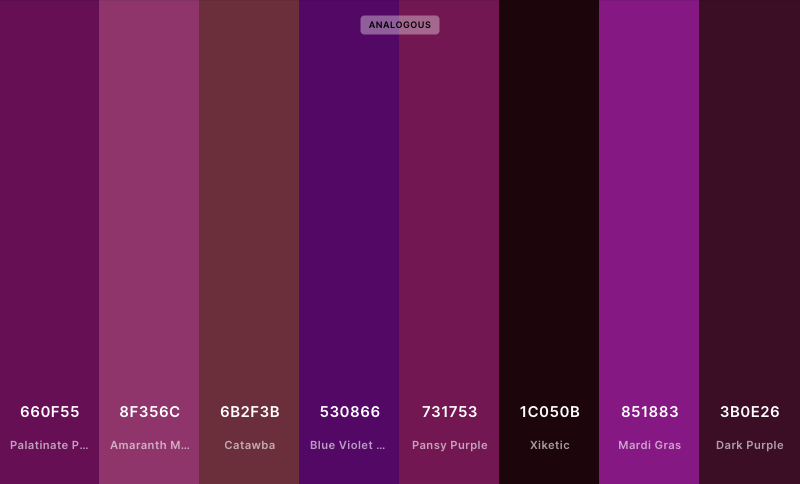 ANALOGOUS
660F55
8F356C
6B2F3B
530866
731753
1C050B
851883
3B0E26
Palatinate P...
Amaranth M...
Catawba
Blue Violet ...
Pansy Purple
Xiketic
Mardi Gras
Dark Purple